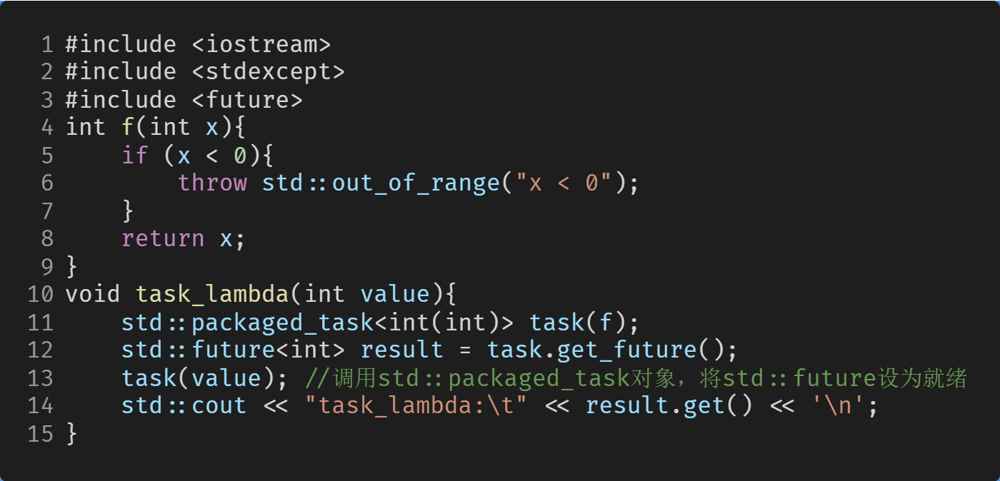 1 #include <iostream>
2 #include <stdexcept>
3 #include <future>
4 int f(int x){
5     if (x < 0){
6         throw std::out_of_range("x < 0");
7     }
8     return x;
9 }
10 void task_lambda(int value){
11     std::packaged_task<int(int)> task(f);
12     std::future<int> result = task.get_future();
13     task(value); //调用std::packaged_task对象，将std::future设为就绪
14     std::cout << "task_lambda:\t" << result.get() << '\n';
15 }